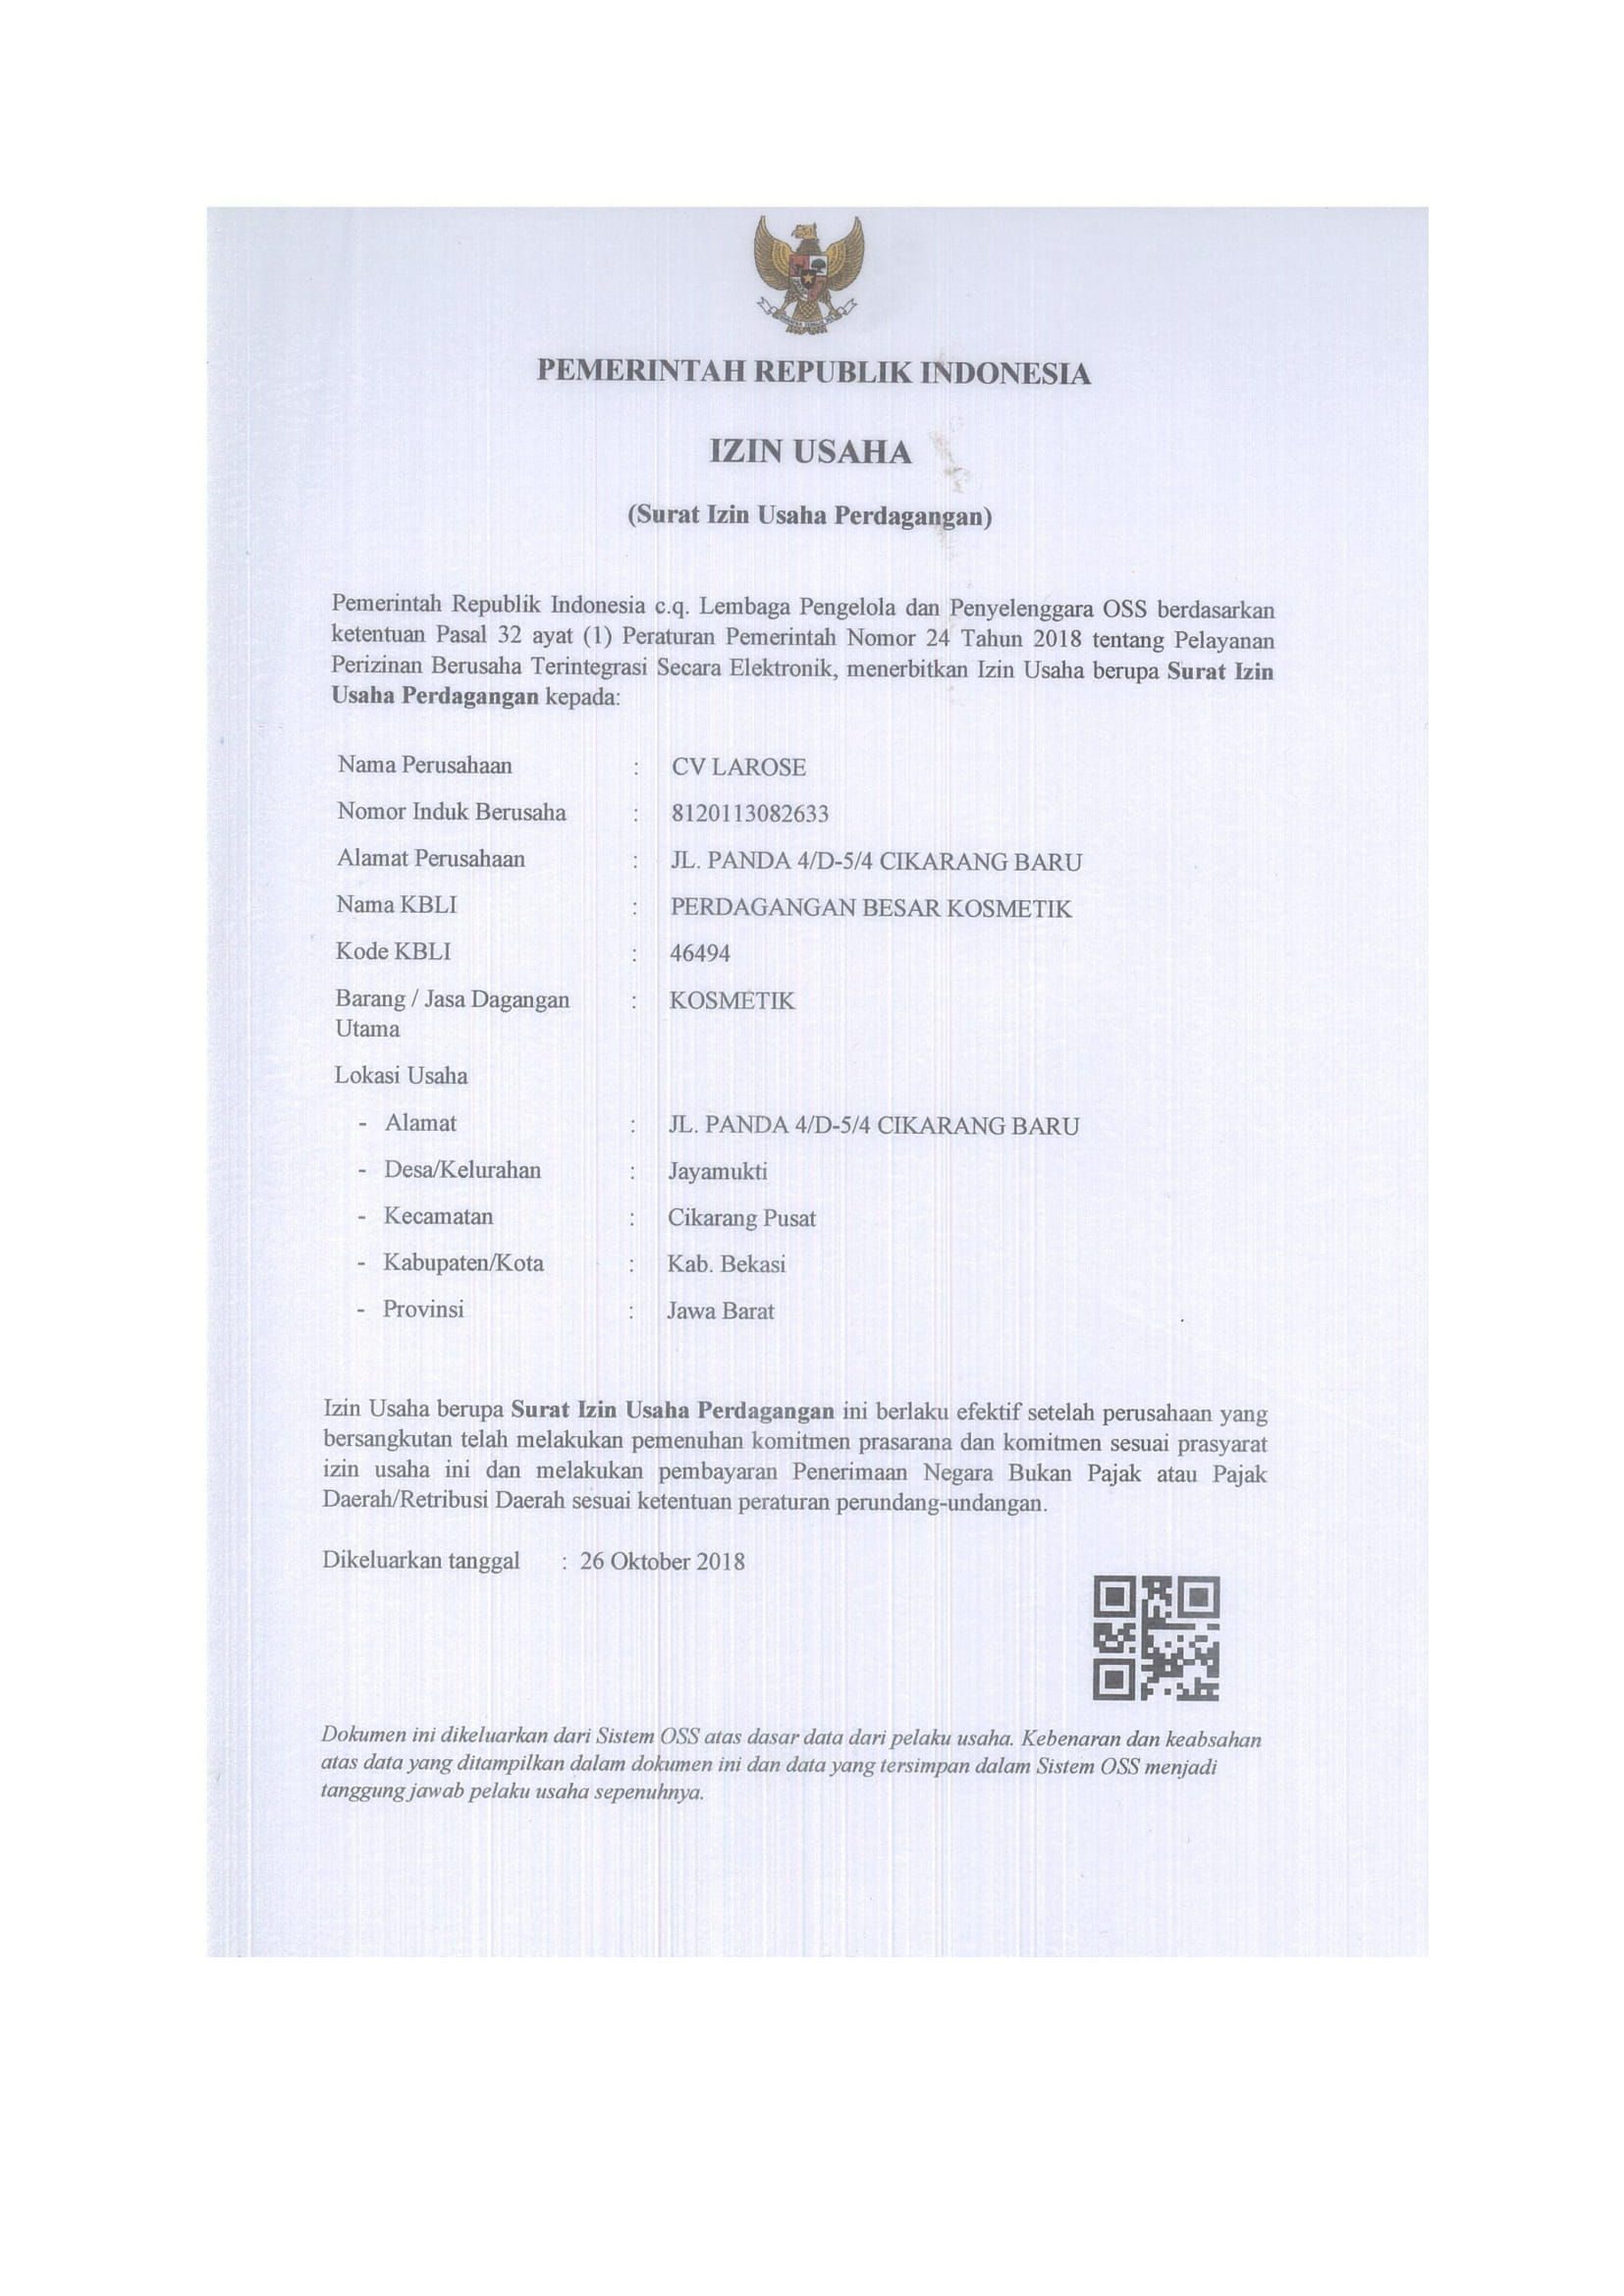 PEMERINTAH REPUBLIK INDONESIA
IZIN USAHA
(Surat Izin Usaha Perdagangan)
Pemerintah Republik Indonesia c.q. Lembaga Pengelola dan Penyelenggara OSS berdasarkan
ketentuan Pasal 32 ayat (1) Peraturan Pemerintah Nomor 24 Tahun 2018 tentang Pelayanan
Perizinan Berusaha Terintegrasi Secara Elektronik, menerbitkan Izin Usaha berupa Surat Izin
Usaha Perdagangan kepada:
Nama Perusahaan : CV LAROSE
Nomor Induk Berusaha : 8120113082633
Alamat Perusahaan : JL. PANDA 4/D-5/4 CIKARANG BARU
Nama KBLI : PERDAGANGAN BESAR KOSMETIK
Kode KBLI : 46494
Barang / Jasa Dagangan : KOSMETIK
Utama
Lokasi Usaha
- Alamat : JL. PANDA 4/D-5/4 CIKARANG BARU
- Desa/Kelurahan : Jayamukti
- Kecamatan : Cikarang Pusat
- Kabupaten/Kota : Kab. Bekasi
- Provinsi : Jawa Barat
Izin Usaha berupa Surat Izin Usaha Perdagangan ini berlaku efektif setelah perusahaan yang
bersangkutan telah melakukan pemenuhan komitmen prasarana dan komitmen sesuai prasyarat
izin usaha ini dan melakukan pembayaran Penerimaan Negara Bukan Pajak atau Pajak
Daerah/Retribusi Daerah sesuai ketentuan peraturan perundang-undangan.
Dikeluarkan tanggal : 26 Oktober 2018
Dokumen ini dikeluarkan dari Sistem OSS atas dasar data dari pelaku usaha. Kebenaran dan keabsahan
atas data yang ditampilkan dalam dokumen ini dan data yang tersimpan dalam Sistem OSS menjadi
tanggung jawab pelaku usaha sepenuhnya.